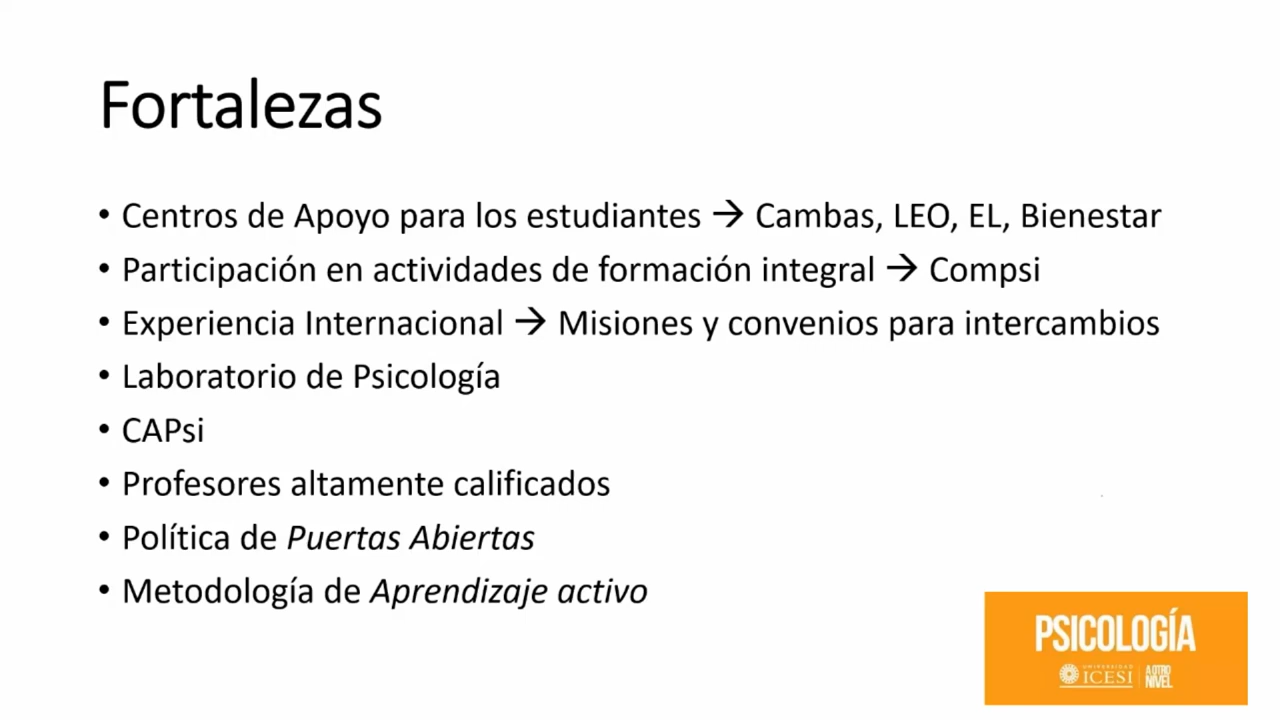 Fortalezas
• Centros de Apoyo para los estudiantes → Cambas, LEO, EL, Bienestar
• Participación en actividades de formación integral → Compsi
• Experiencia Internacional → Misiones y convenios para intercambios
• Laboratorio de Psicología
• CAPsi
• Profesores altamente calificados
• Política de Puertas Abiertas
• Metodología de Aprendizaje activo
PSICOLOGÍA
UNIVERSIDAD
ICESI
A OTRO
NIVEL